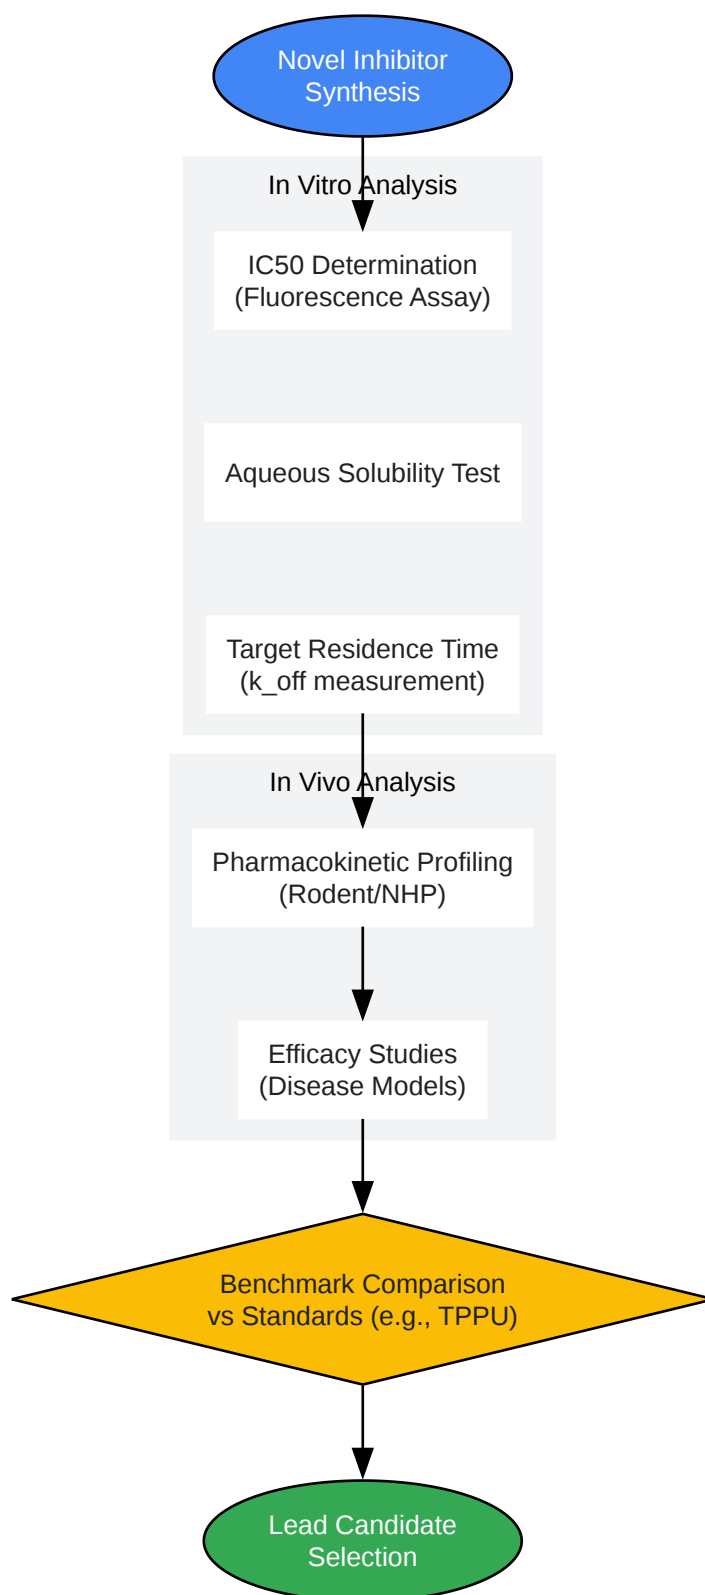 Novel Inhibitor
Synthesis
In Vitro Analysis
IC50 Determination
(Fluorescence Assay)
Aqueous Solubility Test
Target Residence Time
(k_off measurement)
In Vivo Analysis
Pharmacokinetic Profiling
(Rodent/NHP)
Efficacy Studies
(Disease Models)
Benchmark Comparison
vs Standards (e.g., TPPU)
Lead Candidate
Selection